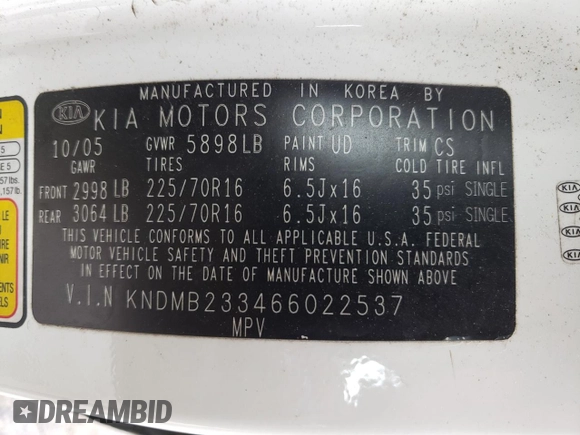 MANUFACTURED IN KOREA BY
KIA KIA MOTORS CORPORATION
10/05 GVWR 5898LB PAINT UD TRIM CS
GAWR TIRES RIMS COLD TIRE INFL
FRONT 2998 LB 225/70R16 6.5Jx16 35 psi SINGLE
REAR 3064 LB 225/70R16 6.5Jx16 35 psi SINGLE
THIS VEHICLE CONFORMS TO ALL APPLICABLE U.S.A. FEDERAL
MOTOR VEHICLE SAFETY AND THEFT PREVENTION STANDARDS
IN EFFECT ON THE DATE OF MANUFACTURE SHOWN ABOVE
V.I.N KNDMB233466022537
MPV
DREAMBID